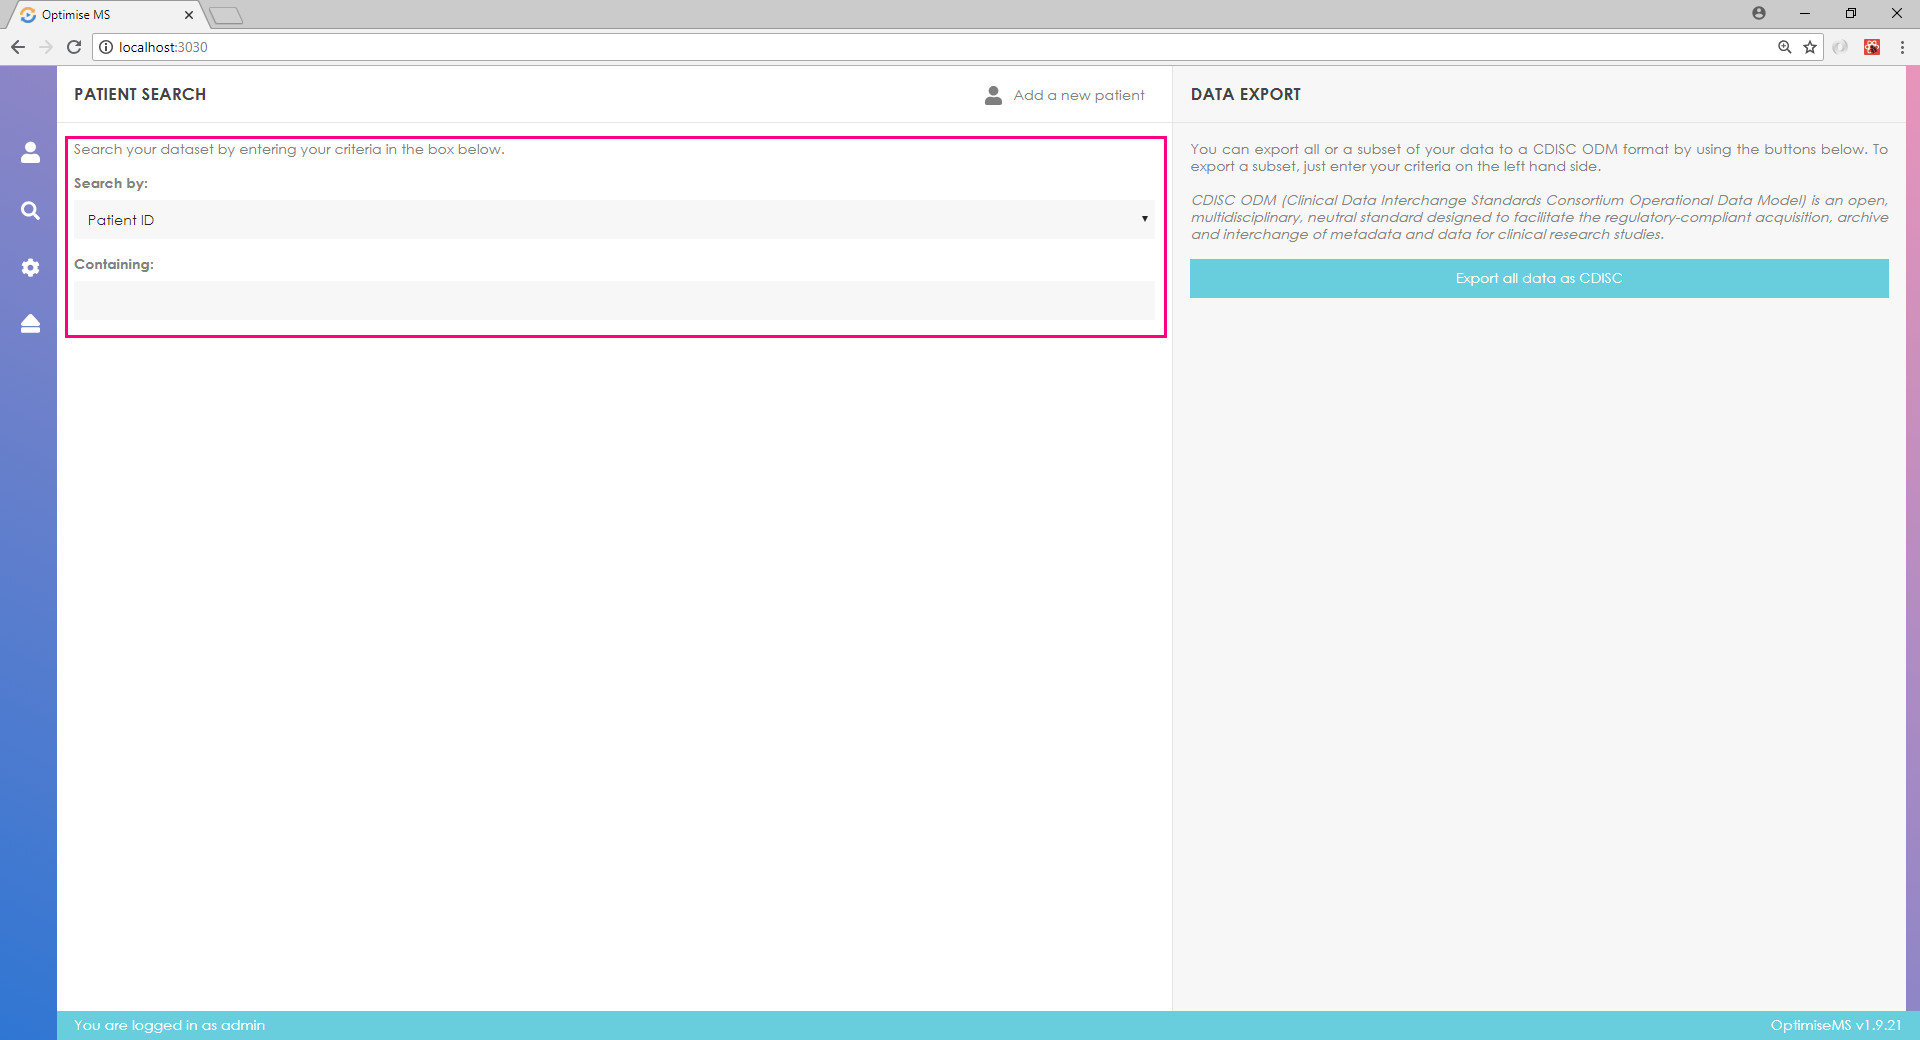 Optimise MS
localhost:3030
PATIENT SEARCH
Add a new patient
Search your dataset by entering your criteria in the box below.
Search by:
Patient ID
Containing:
DATA EXPORT
You can export all or a subset of your data to a CDISC ODM format by using the buttons below. To
export a subset, just enter your criteria on the left hand side.
CDISC ODM (Clinical Data Interchange Standards Consortium Operational Data Model) is an open,
multidisciplinary, neutral standard designed to facilitate the regulatory-compliant acquisition, archive
and interchange of metadata and data for clinical research studies.
Export all data as CDISC
You are logged in as admin
OptimiseMS v1.9.21